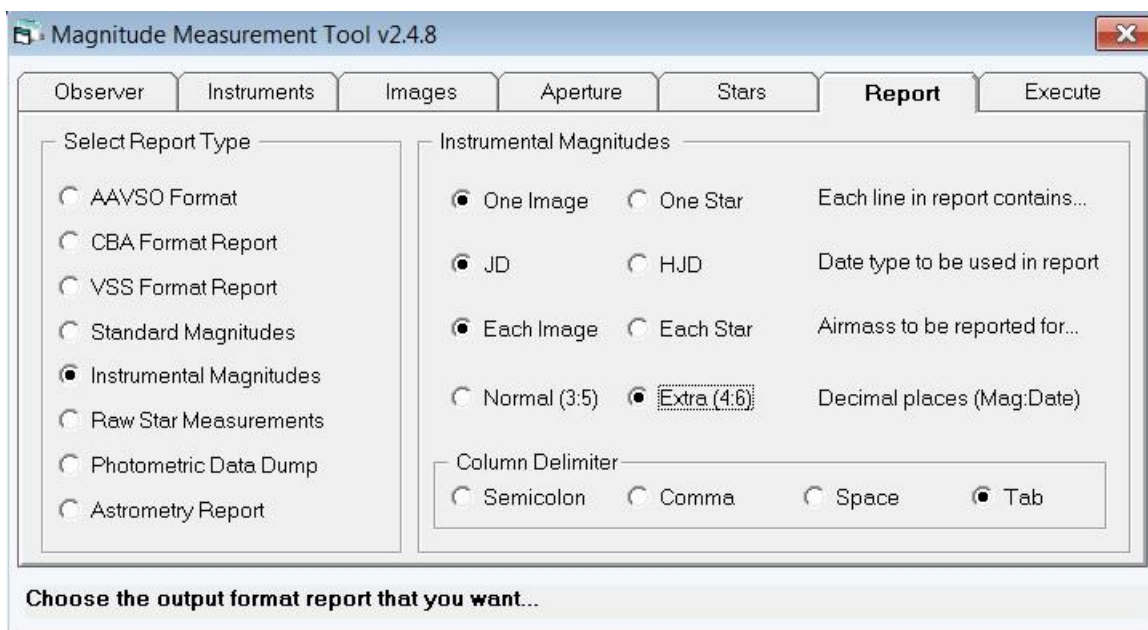 Magnitude Measurement Tool v2.4.8
Observer Instruments Images Aperture Stars Report Execute
Select Report Type
AAVSO Format
CBA Format Report
VSS Format Report
Standard Magnitudes
Instrumental Magnitudes
Raw Star Measurements
Photometric Data Dump
Astrometry Report
Instrumental Magnitudes
One Image One Star Each line in report contains...
JD HJD Date type to be used in report
Each Image Each Star Airmass to be reported for...
Normal (3:5) Extra (4:6) Decimal places (Mag:Date)
Column Delimiter
Semicolon Comma Space Tab
Choose the output format report that you want...